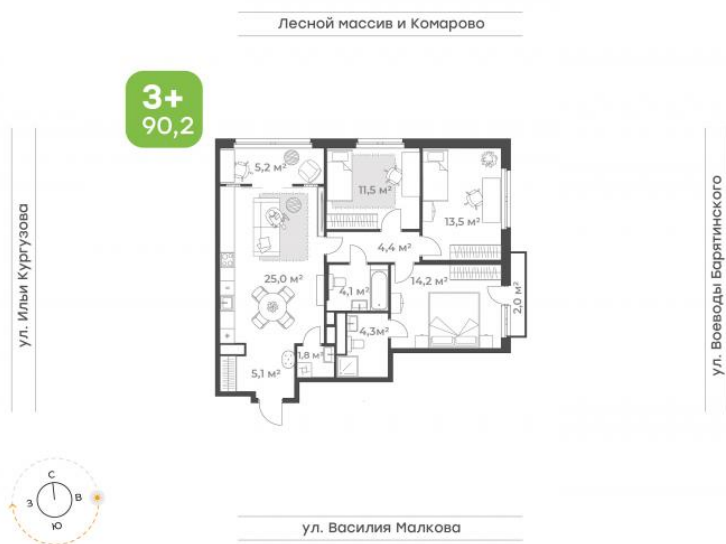 Лесной массив и Комарово
3+
90,2
5,2 м²
11,5 м²
13,5 м²
4,4 м²
25,0 м²
4,1 м²
14,2 м²
2,0 м²
4,3м²
1,8 м²
5,1 м²
ул. Ильи Кургузова
ул. Воеводы Барятинского
С
З
В
Ю
ул. Василия Малкова